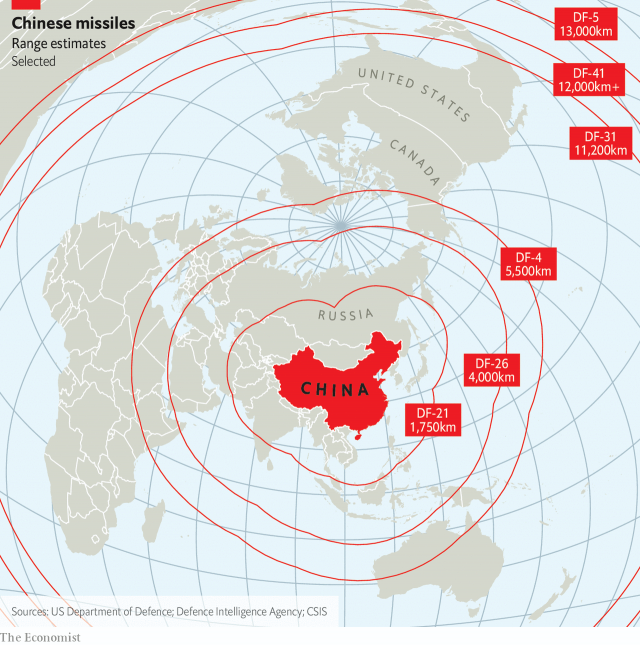 Chinese missiles
Range estimates
Selected
DF-5
13,000km
DF-41
12,000km+
DF-31
11,200km
UNITED STATES
CANADA
DF-4
5,500km
RUSSIA
DF-26
4,000km
CHINA
DF-21
1,750km
Sources: US Department of Defence; Defence Intelligence Agency; CSIS
The Economist